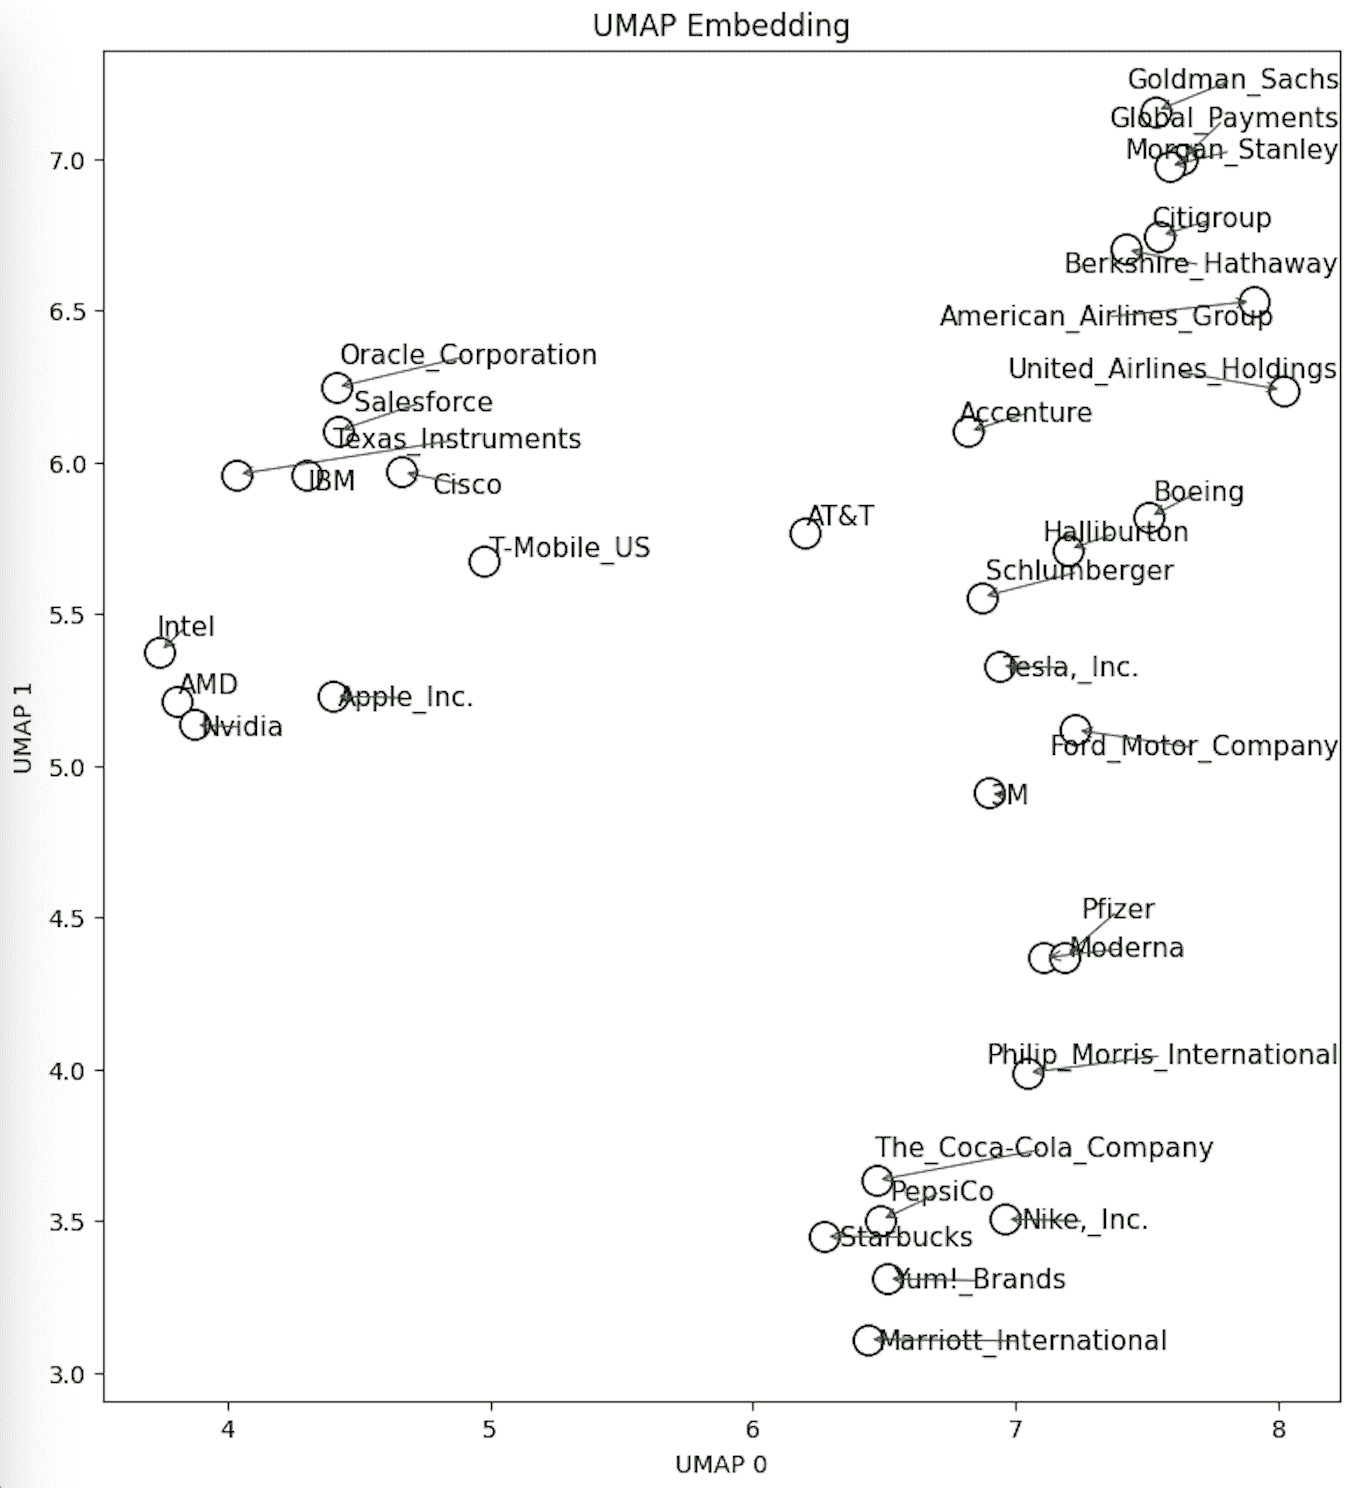 UMAP Embedding
Goldman_Sachs
Global_Payments
Morgan_Stanley
Citigroup
Berkshire_Hathaway
American_Airlines_Group
United_Airlines_Holdings
Oracle_Corporation
Salesforce
Accenture
Texas_Instruments
IBM
Cisco
Boeing
AT&T
Halliburton
T-Mobile_US
Schlumberger
Intel
Tesla,_Inc.
AMD
Apple_Inc.
Nvidia
Ford_Motor_Company
3M
Pfizer
Moderna
Philip_Morris_International
The_Coca-Cola_Company
PepsiCo
Nike,_Inc.
Starbucks
Yum!_Brands
Marriott_International
7.0
6.5
6.0
5.5
5.0
4.5
4.0
3.5
3.0
UMAP 1
4 5 6 7 8
UMAP 0